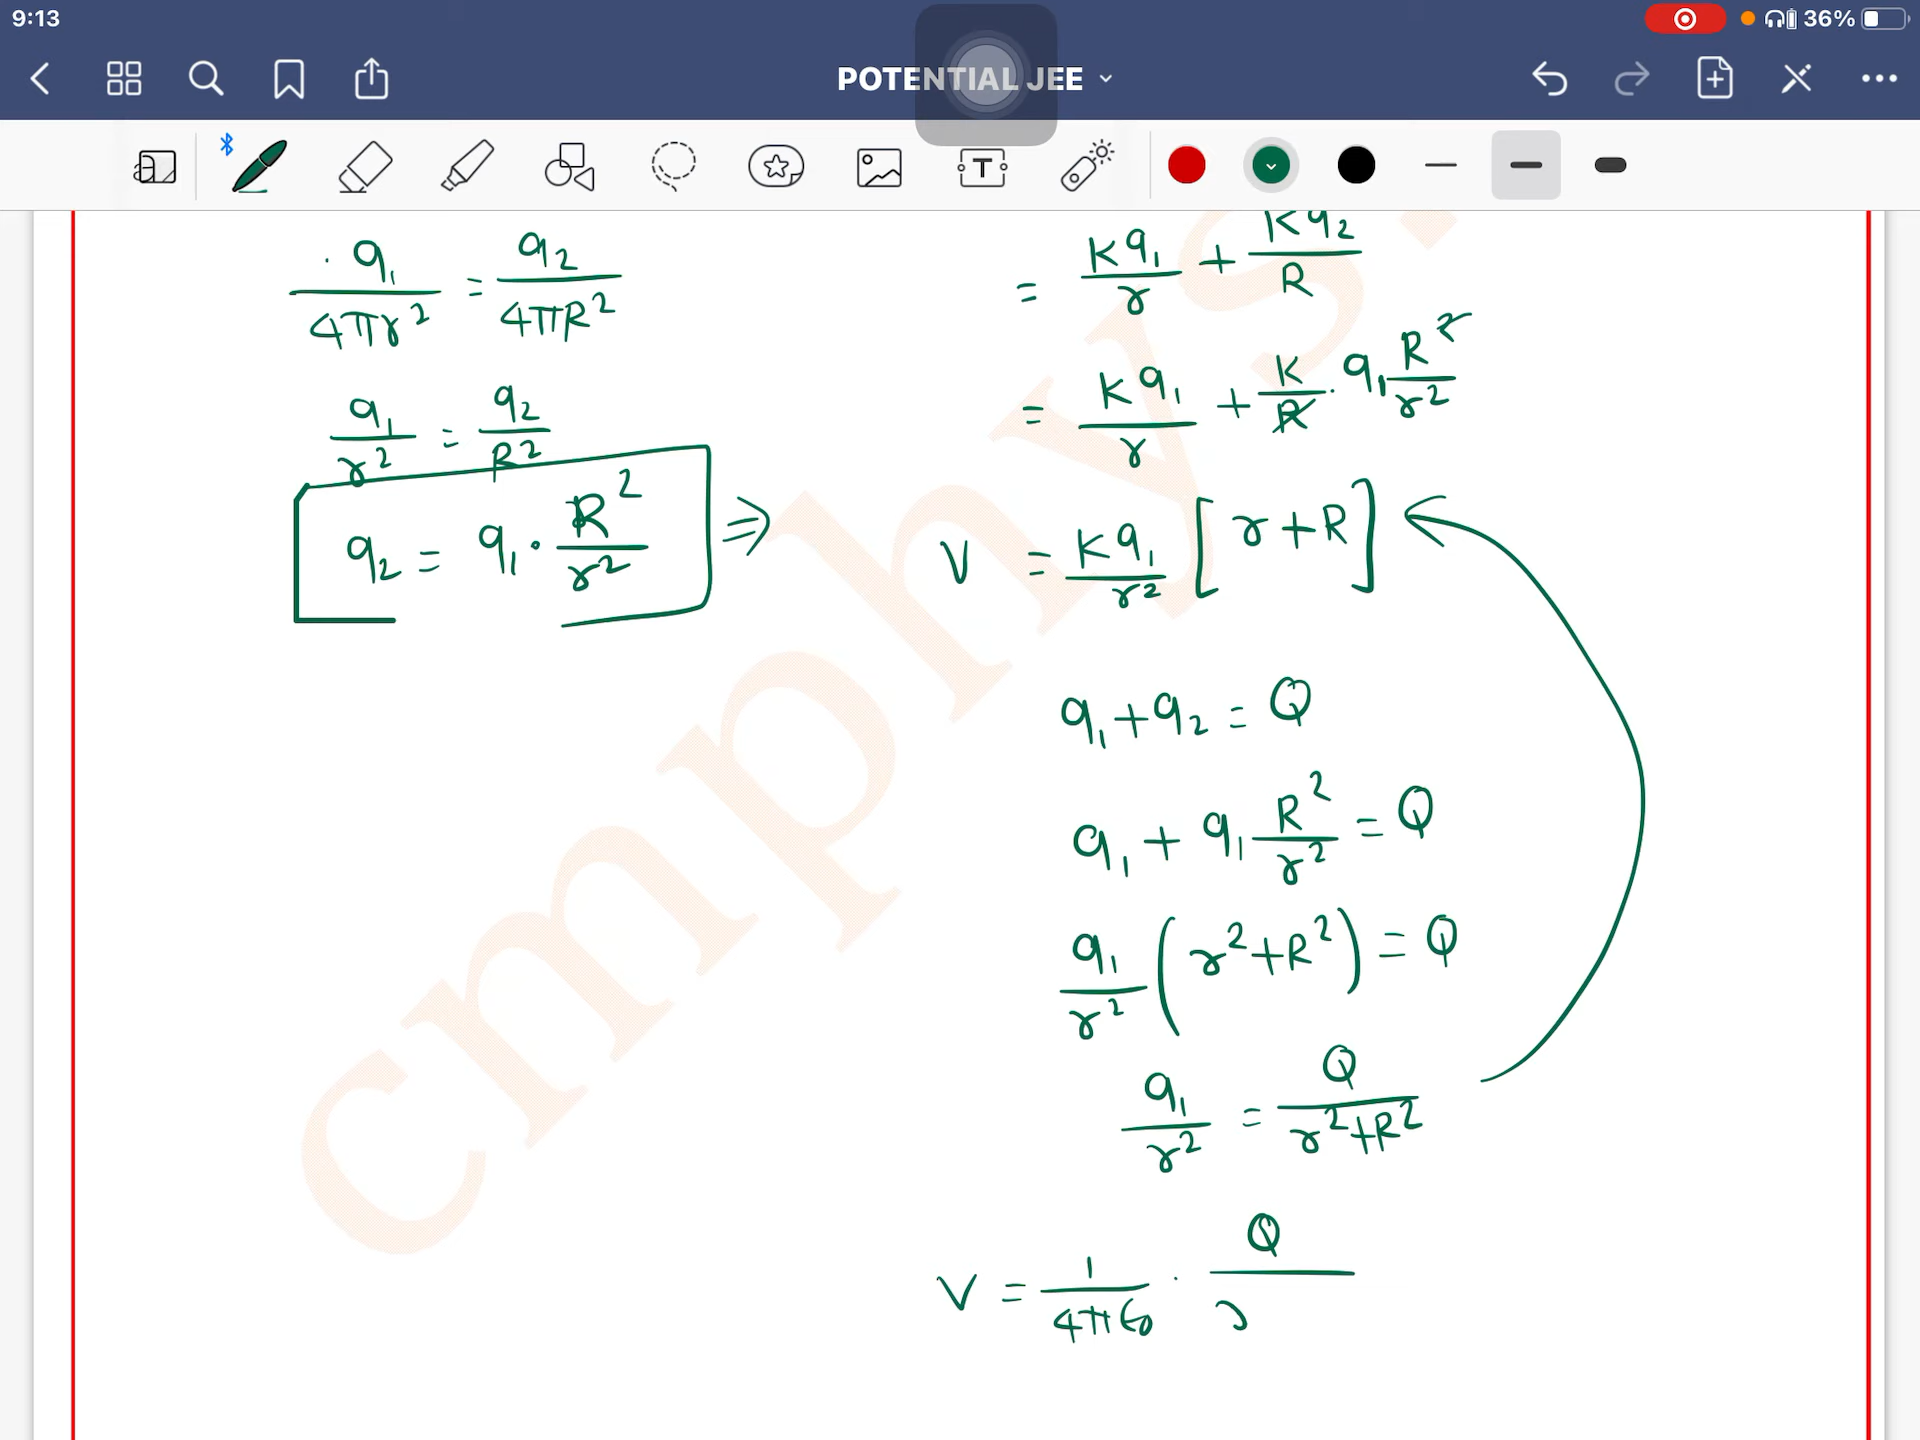 9:13
36%
POTENTIAL JEE
q₁/4πr² = q₂/4πR²
q₁/r² = q₂/R²
q₂ = q₁ · R²/r² ⇒
= Kq₁/r + Kq₂/R
= Kq₁/r + K/R · q₁ R²/r²
V = Kq₁/r² [r + R]
q₁ + q₂ = Q
q₁ + q₁ R²/r² = Q
q₁/r² (r² + R²) = Q
q₁/r² = Q/r² + R²
V = 1/4π∈₀ · Q/
cmphys.